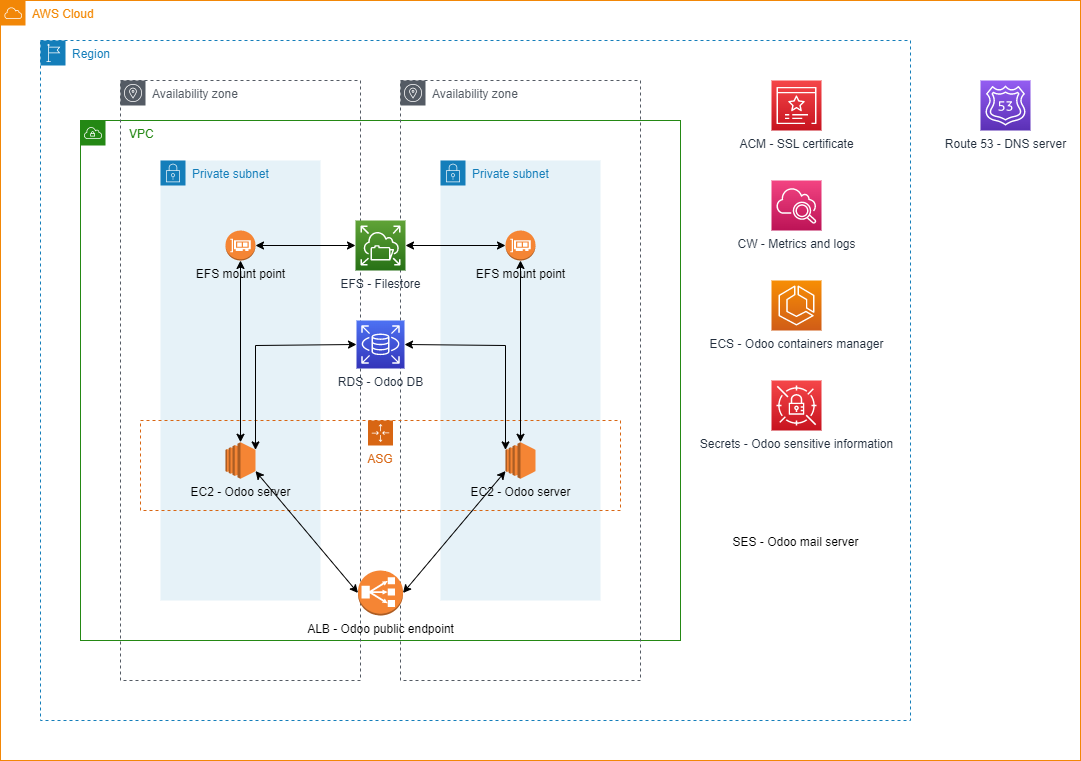 AWS Cloud
Region
Availability zone
Availability zone
VPC
Private subnet
Private subnet
EFS mount point
EFS - Filestore
EFS mount point
RDS - Odoo DB
ASG
EC2 - Odoo server
EC2 - Odoo server
ALB - Odoo public endpoint
ACM - SSL certificate
CW - Metrics and logs
ECS - Odoo containers manager
Secrets - Odoo sensitive information
SES - Odoo mail server
53
Route 53 - DNS server